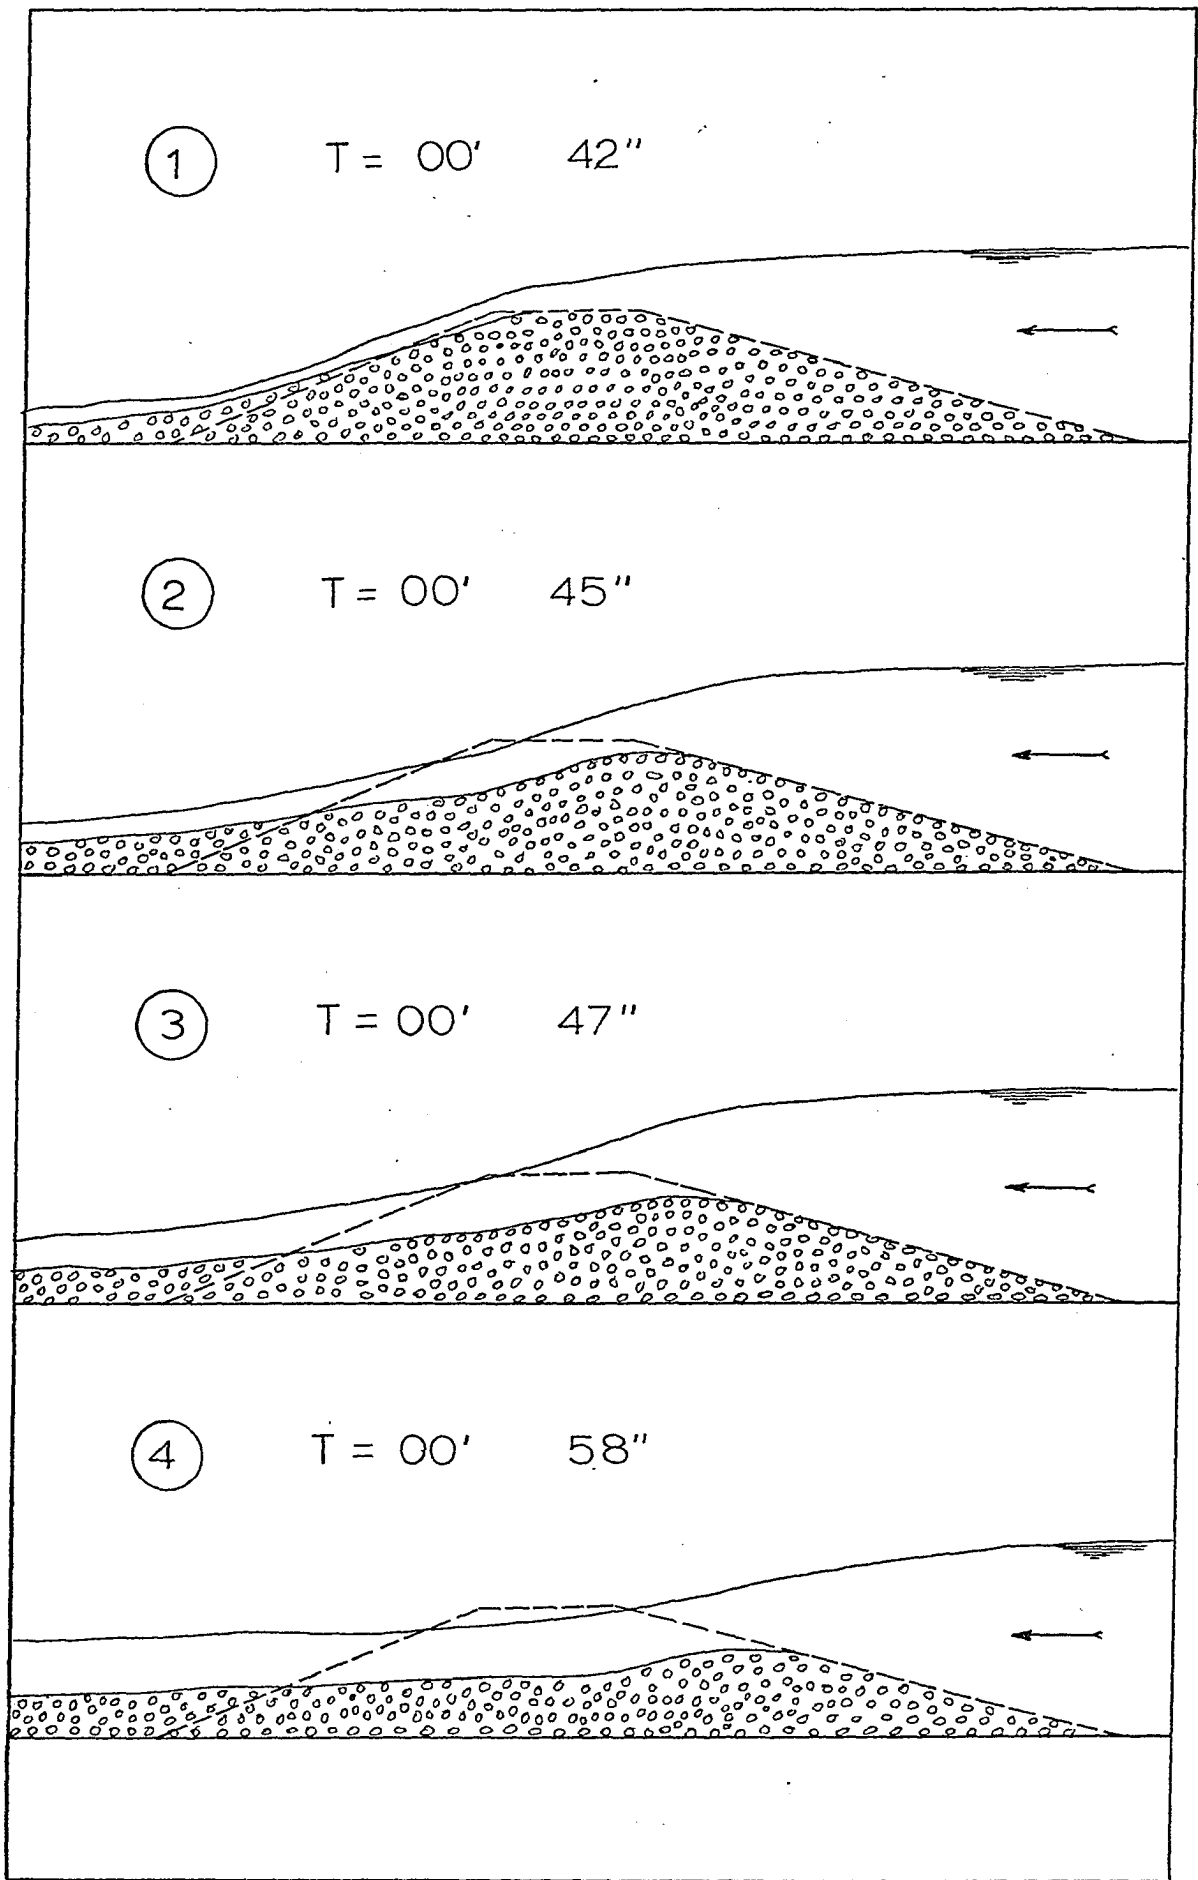 1 T = 00' 42"
2 T = 00' 45"
3 T = 00' 47"
4 T = 00' 58"